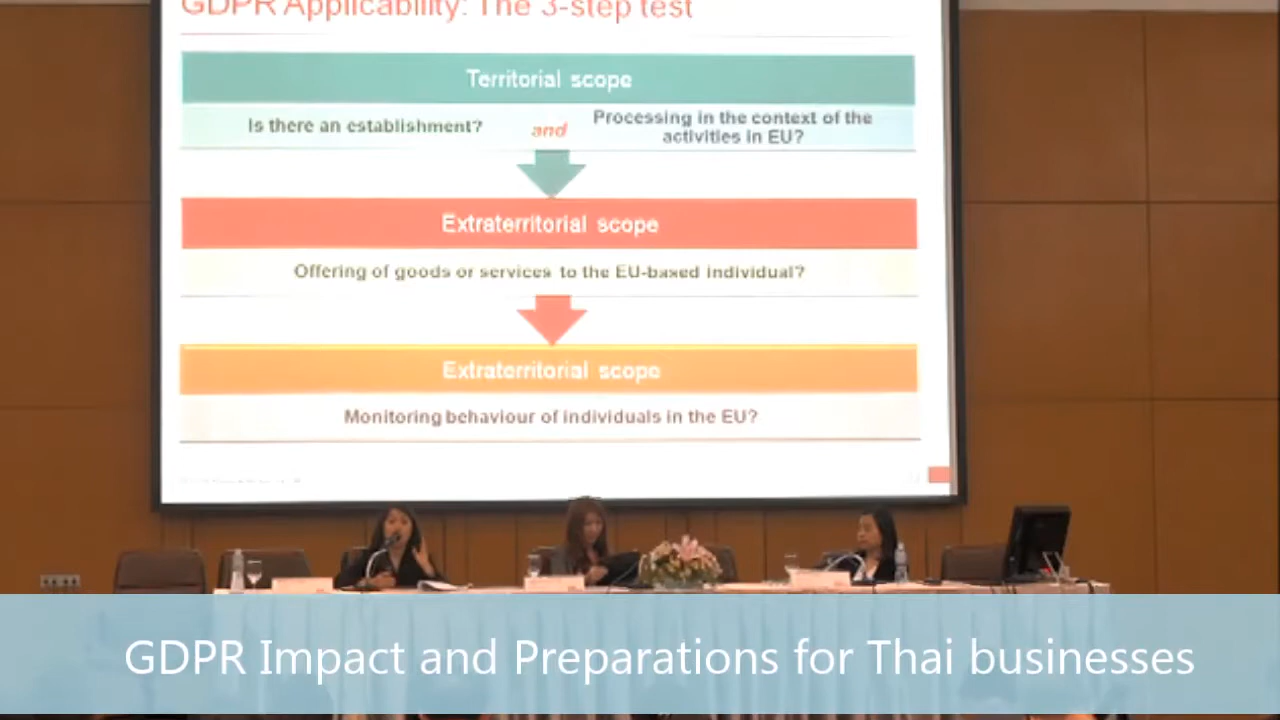 GDPR Applicability: The 3-step test
Territorial scope
Is there an establishment?
and
Processing in the context of the
activities in EU?
Extraterritorial scope
Offering of goods or services to the EU-based individual?
Extraterritorial scope
Monitoring behaviour of individuals in the EU?
GDPR Impact and Preparations for Thai businesses